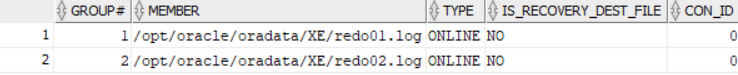 GROUP# MEMBER TYPE IS_RECOVERY_DEST_FILE CON_ID
1 1 /opt/oracle/oradata/XE/redo01.log ONLINE NO 0
2 2 /opt/oracle/oradata/XE/redo02.log ONLINE NO 0